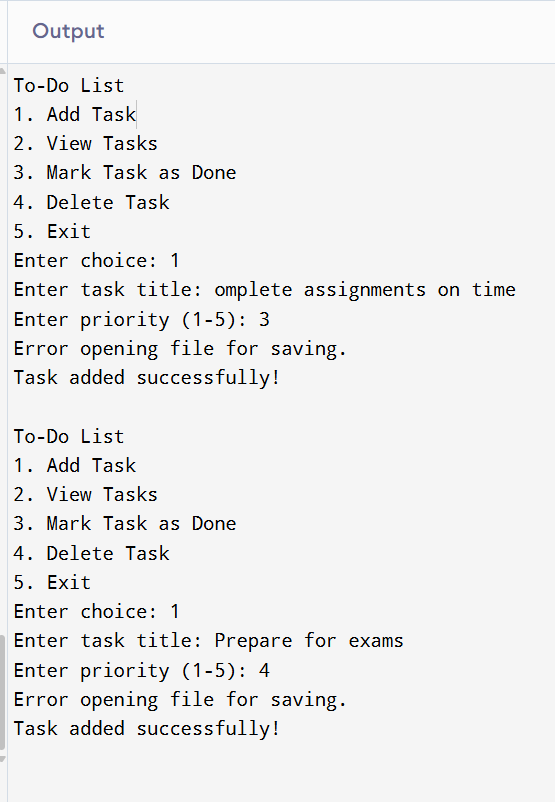 Output
To-Do List
1. Add Task
2. View Tasks
3. Mark Task as Done
4. Delete Task
5. Exit
Enter choice: 1
Enter task title: omplete assignments on time
Enter priority (1-5): 3
Error opening file for saving.
Task added successfully!
To-Do List
1. Add Task
2. View Tasks
3. Mark Task as Done
4. Delete Task
5. Exit
Enter choice: 1
Enter task title: Prepare for exams
Enter priority (1-5): 4
Error opening file for saving.
Task added successfully!